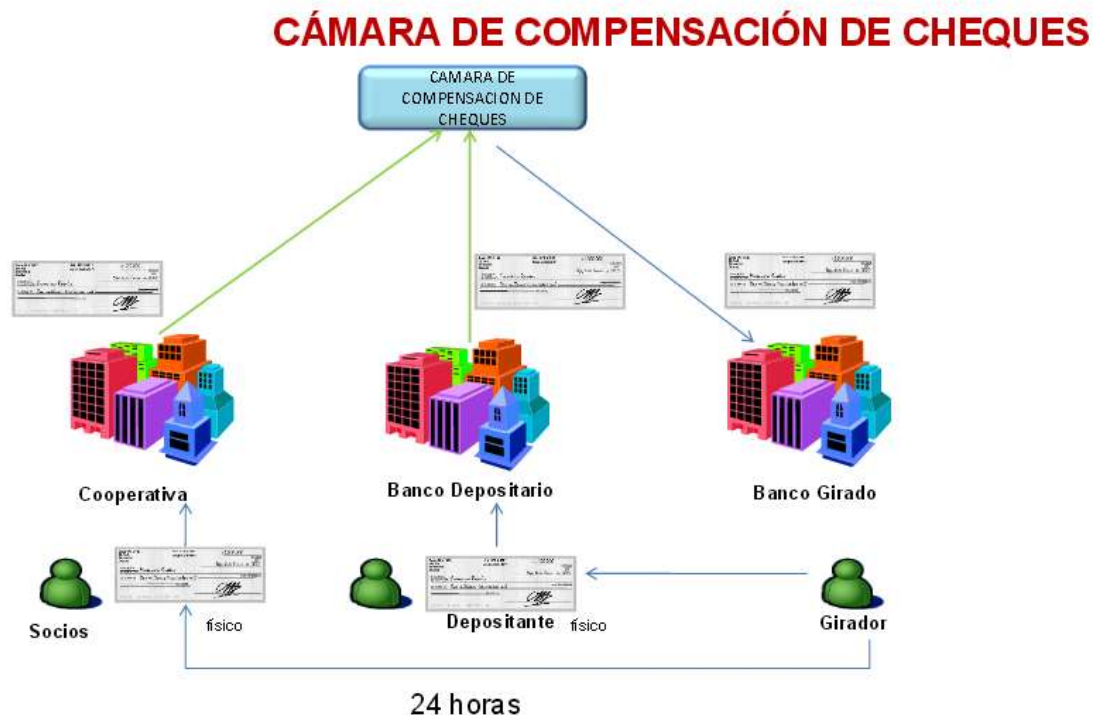 CÁMARA DE COMPENSACIÓN DE CHEQUES
CAMARA DE
COMPENSACION DE
CHEQUES
Cooperativa
Banco Depositario
Banco Girado
Socios
físico
Depositante
físico
Girador
24 horas